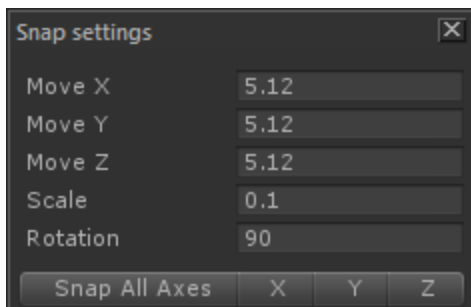 Snap settings
Move X 5.12
Move Y 5.12
Move Z 5.12
Scale 0.1
Rotation 90
Snap All Axes X Y Z